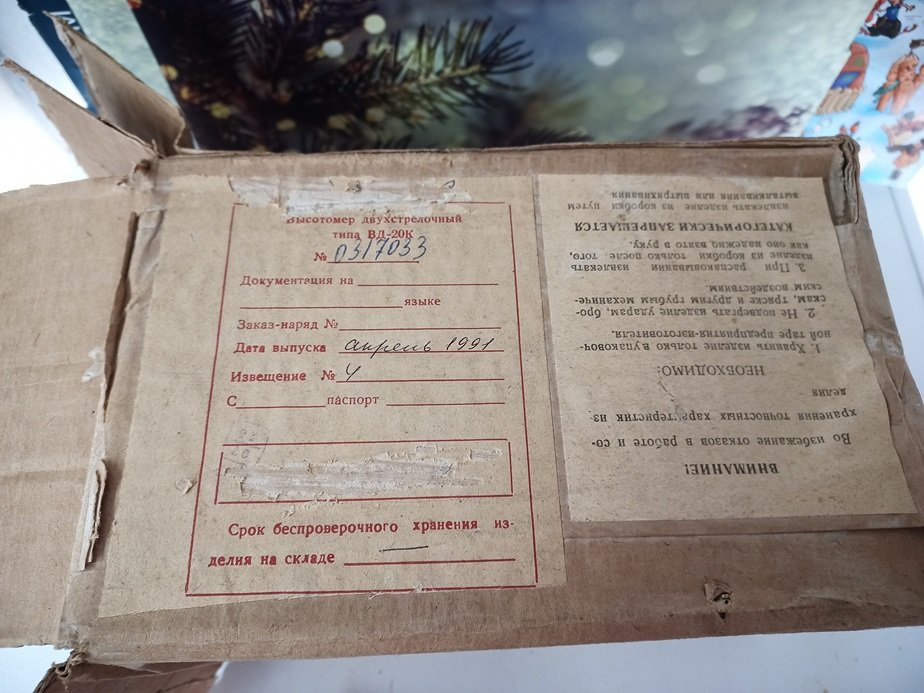 Высотомер двухстрелочный
типа ВД-20К
№ 0317033
Документация на
языке
Заказ-наряд №
Дата выпуска апрель 1991
Извещение № 4
С паспорт
Срок беспроверочного хранения из-
делия на складе —
ВНИМАНИЕ!
Во избежание отказов в работе и со-
хранения точностных характеристик из-
делия
НЕОБХОДИМО:
1. Хранить изделие только в упаковоч-
ной таре предприятия-изготовителя.
2. Не подвергать изделие ударам, бро-
скам, тряске и другим грубым механиче-
ским воздействиям.
3. При распаковывании извлекать
изделие из коробки только после того,
как оно надежно взято в руку.
КАТЕГОРИЧЕСКИ ЗАПРЕЩАЕТСЯ
извлекать изделие из коробки путем
выталкивания или вытряхивания.